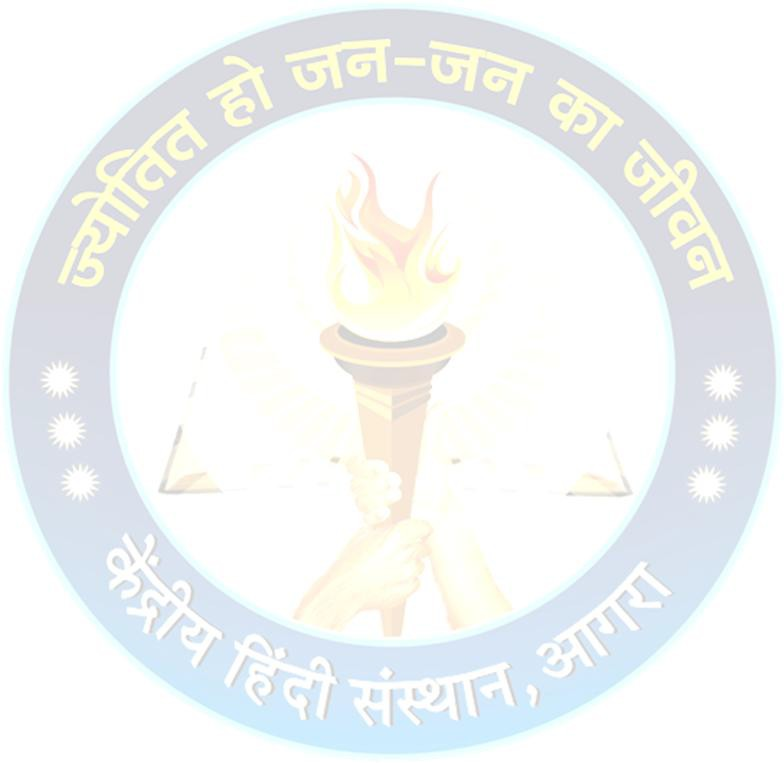 ज्योतित हो जन-जन का जीवन
केंद्रीय हिंदी संस्थान, आगरा